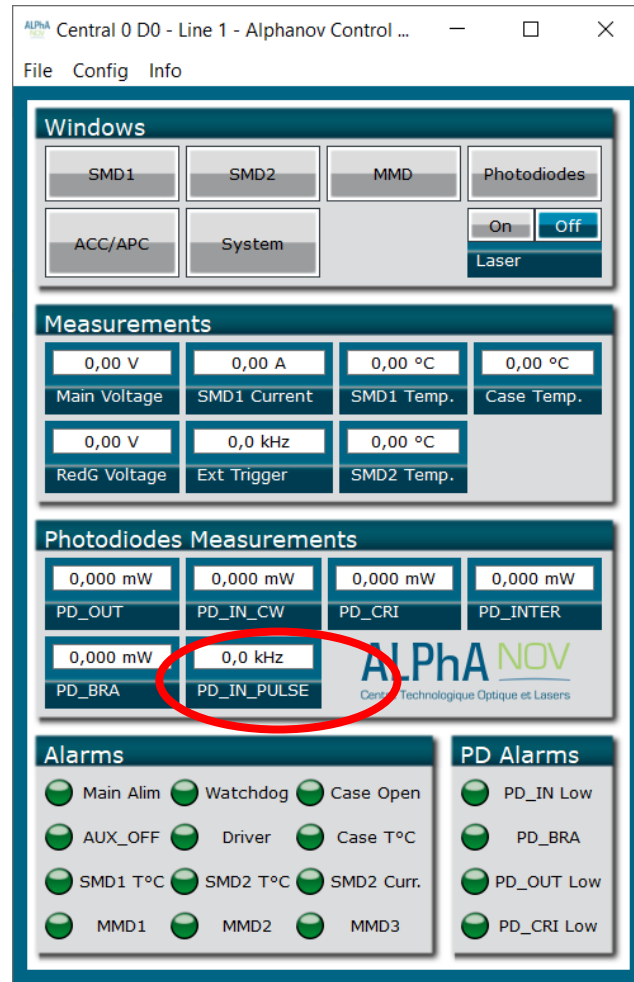 ALPhA NOV Central 0 D0 - Line 1 - Alphanov Control ...
File Config Info
Windows
SMD1 SMD2 MMD Photodiodes
ACC/APC System On Off
Laser
Measurements
0,00 V 0,00 A 0,00 °C 0,00 °C
Main Voltage SMD1 Current SMD1 Temp. Case Temp.
0,00 V 0,0 kHz 0,00 °C
RedG Voltage Ext Trigger SMD2 Temp.
Photodiodes Measurements
0,000 mW 0,000 mW 0,000 mW 0,000 mW
PD_OUT PD_IN_CW PD_CRI PD_INTER
0,000 mW 0,0 kHz ALPhA NOV
PD_BRA PD_IN_PULSE Centre Technologique Optique et Lasers
Alarms PD Alarms
Main Alim Watchdog Case Open PD_IN Low
AUX_OFF Driver Case T°C PD_BRA
SMD1 T°C SMD2 T°C SMD2 Curr. PD_OUT Low
MMD1 MMD2 MMD3 PD_CRI Low